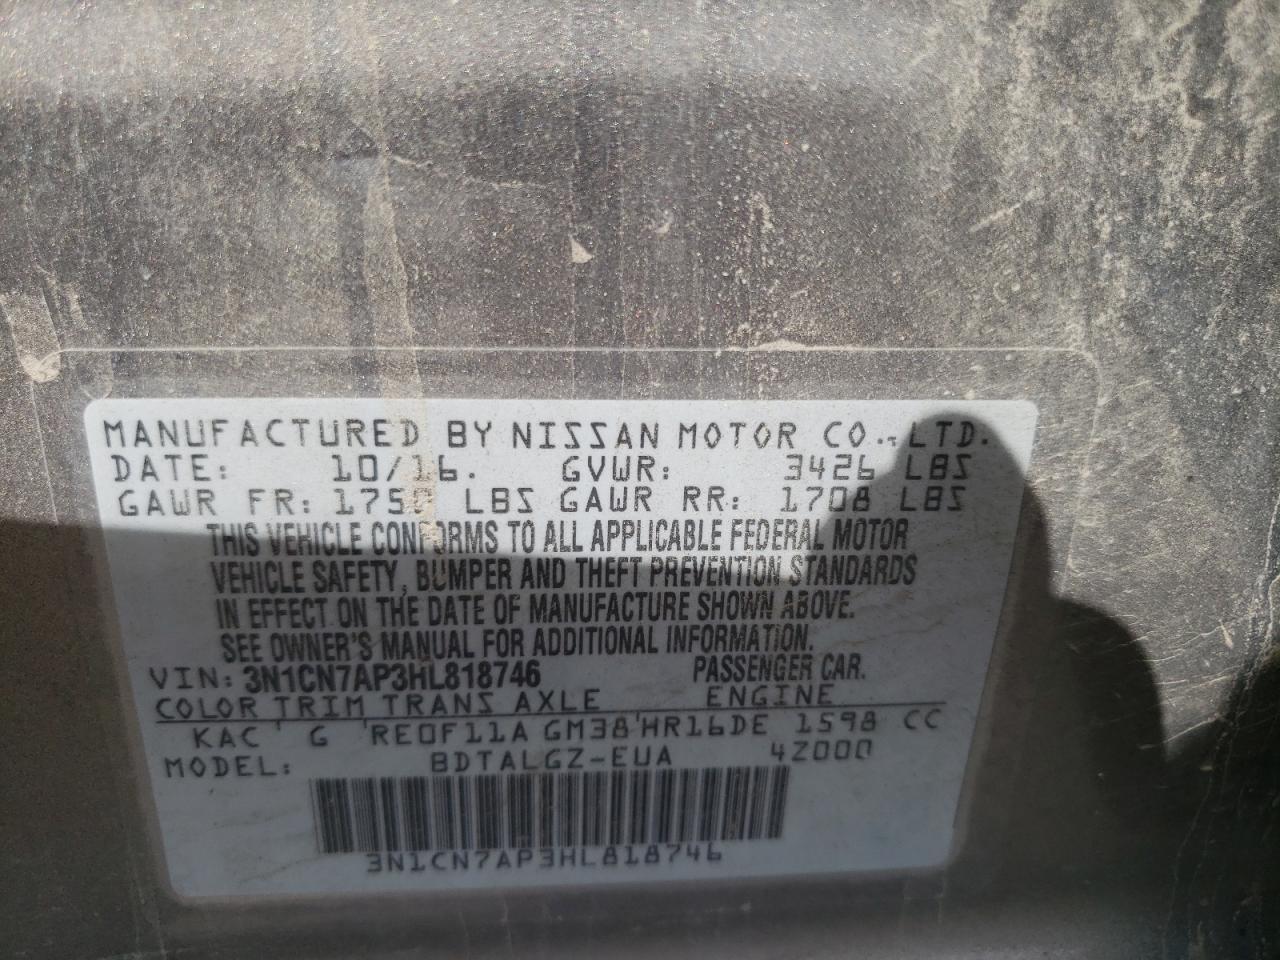 MANUFACTURED BY NISSAN MOTOR CO., LTD.
DATE: 10/16. GVWR: 3426 LBS
GAWR FR: 1750 LBS GAWR RR: 1708 LBS
THIS VEHICLE CONFORMS TO ALL APPLICABLE FEDERAL MOTOR
VEHICLE SAFETY, BUMPER AND THEFT PREVENTION STANDARDS
IN EFFECT ON THE DATE OF MANUFACTURE SHOWN ABOVE.
SEE OWNER'S MANUAL FOR ADDITIONAL INFORMATION.
VIN: 3N1CN7AP3HL818746 PASSENGER CAR.
COLOR TRIM TRANS AXLE ENGINE
KAC ' G ' RE0F11A GM38 ' HR16DE 1598 CC
MODEL: BDTALGZ-EUA 4Z000
3N1CN7AP3HL818746